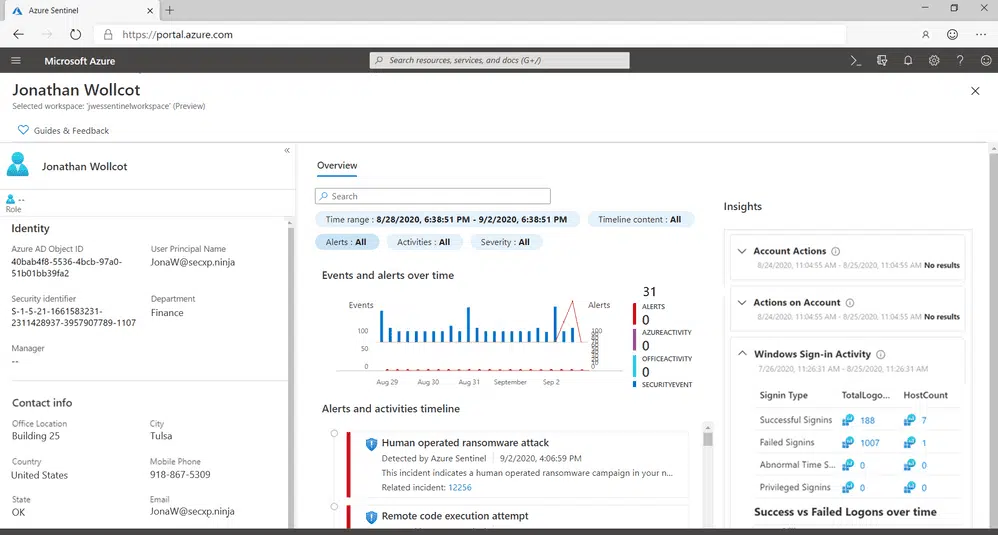 Azure Sentinel
https://portal.azure.com
Microsoft Azure
Search resources, services, and docs (G+/)
Jonathan Wollcot
Selected workspace: 'jwessentinelworkspace' (Preview)
Guides & Feedback
Jonathan Wollcot
--
Role
Identity
Azure AD Object ID
40bab4f8-5536-4bcb-97a0-
51b01bb39fa2
User Principal Name
JonaW@secxp.ninja
Security identifier
S-1-5-21-1661583231-
2311428937-3957907789-1107
Department
Finance
Manager
--
Contact info
Office Location
Building 25
City
Tulsa
Country
United States
Mobile Phone
918-867-5309
State
OK
Email
JonaW@secxp.ninja
Overview
Search
Time range : 8/28/2020, 6:38:51 PM - 9/2/2020, 6:38:51 PM
Timeline content : All
Alerts : All
Activities : All
Severity : All
Events and alerts over time
Events
100
50
0
Alerts
100
90
80
70
60
50
40
30
20
10
0
Aug 29
Aug 30
Aug 31
September
Sep 2
31
ALERTS
0
AZUREACTIVITY
0
OFFICEACTIVITY
0
SECURITYEVENT
Alerts and activities timeline
Human operated ransomware attack
Detected by Azure Sentinel | 9/2/2020, 4:06:59 PM
This incident indicates a human operated ransomware campaign in your n...
Related incident: 12256
Remote code execution attempt
Insights
Account Actions
8/24/2020, 11:04:55 AM - 8/25/2020, 11:04:55 AM No results
Actions on Account
8/24/2020, 11:04:55 AM - 8/25/2020, 11:04:55 AM No results
Windows Sign-in Activity
7/26/2020, 11:26:31 AM - 8/25/2020, 11:26:31 AM
Signin Type TotalLogo... HostCount
Successful Signins 188 7
Failed Signins 1007 1
Abnormal Time S... 0 0
Privileged Signins 0 0
Success vs Failed Logons over time